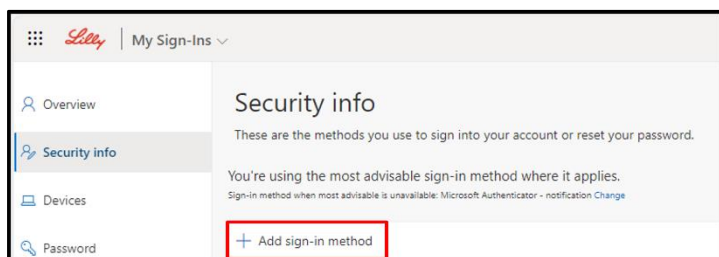 Lilly My Sign-Ins
Overview
Security info
Devices
Password
Security info
These are the methods you use to sign into your account or reset your password.
You're using the most advisable sign-in method where it applies.
Sign-in method when most advisable is unavailable: Microsoft Authenticator - notification Change
+ Add sign-in method